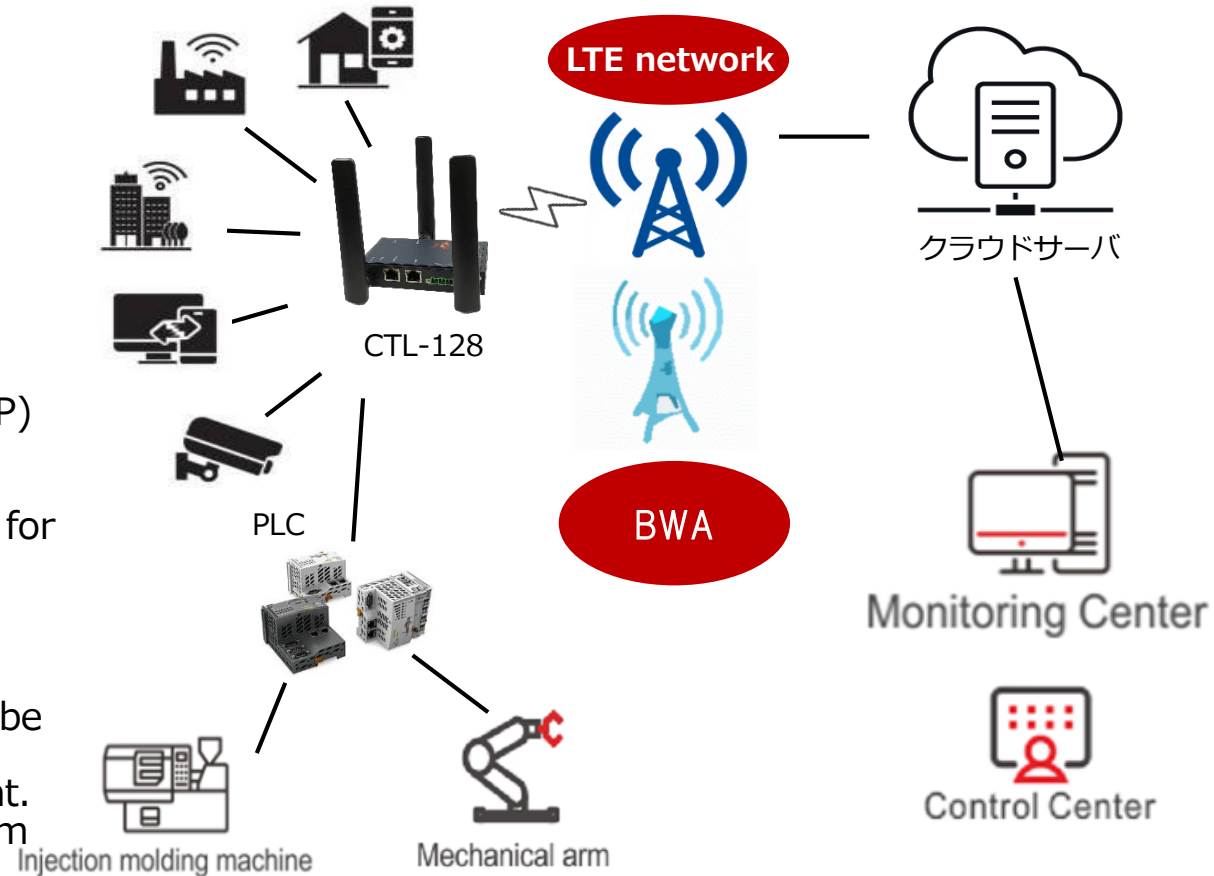 LTE network
クラウドサーバ
CTL-128
P)
for
PLC
BWA
Monitoring Center
be
nt.
m
Control Center
Injection molding machine
Mechanical arm